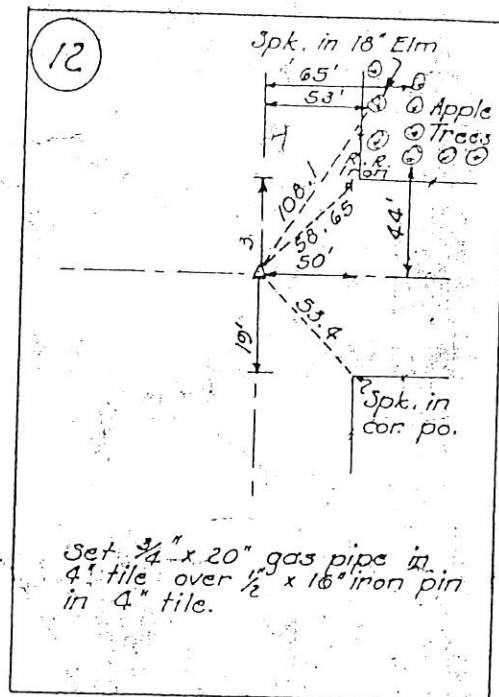 12
Spk. in 18" Elm
65'
53'
Apple
Trees
R.R.
Iron
108.1
58.65
50'
44'
3
19'
53.4
Spk. in
cor. po.
Set 3/4" x 20" gas pipe in
4" tile over 1/2" x 16" iron pin
in 4" tile.